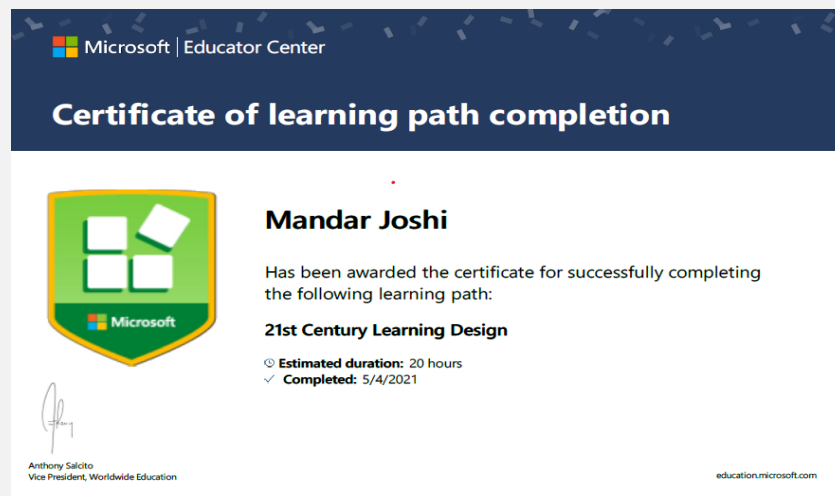 Microsoft | Educator Center
Certificate of learning path completion
Mandar Joshi
Has been awarded the certificate for successfully completing
the following learning path:
21st Century Learning Design
Estimated duration: 20 hours
Completed: 5/4/2021
Microsoft
Anthony Salcito
Vice President, Worldwide Education
education.microsoft.com